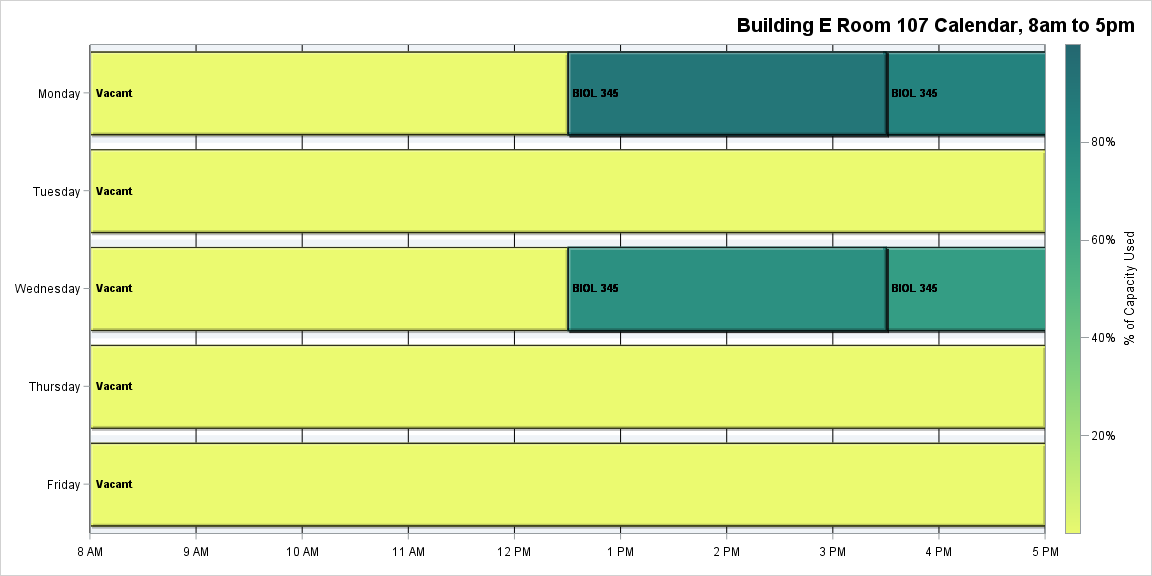 Building E Room 107 Calendar, 8am to 5pm
Monday
Vacant
BIOL 345
BIOL 345
Tuesday
Vacant
Wednesday
Vacant
BIOL 345
BIOL 345
Thursday
Vacant
Friday
Vacant
8 AM
9 AM
10 AM
11 AM
12 PM
1 PM
2 PM
3 PM
4 PM
5 PM
80%
60%
40%
20%
% of Capacity Used